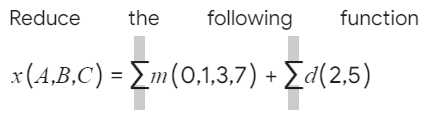 Reduce the following function
x(A,B,C) = ∑m(0,1,3,7) + ∑d(2,5)